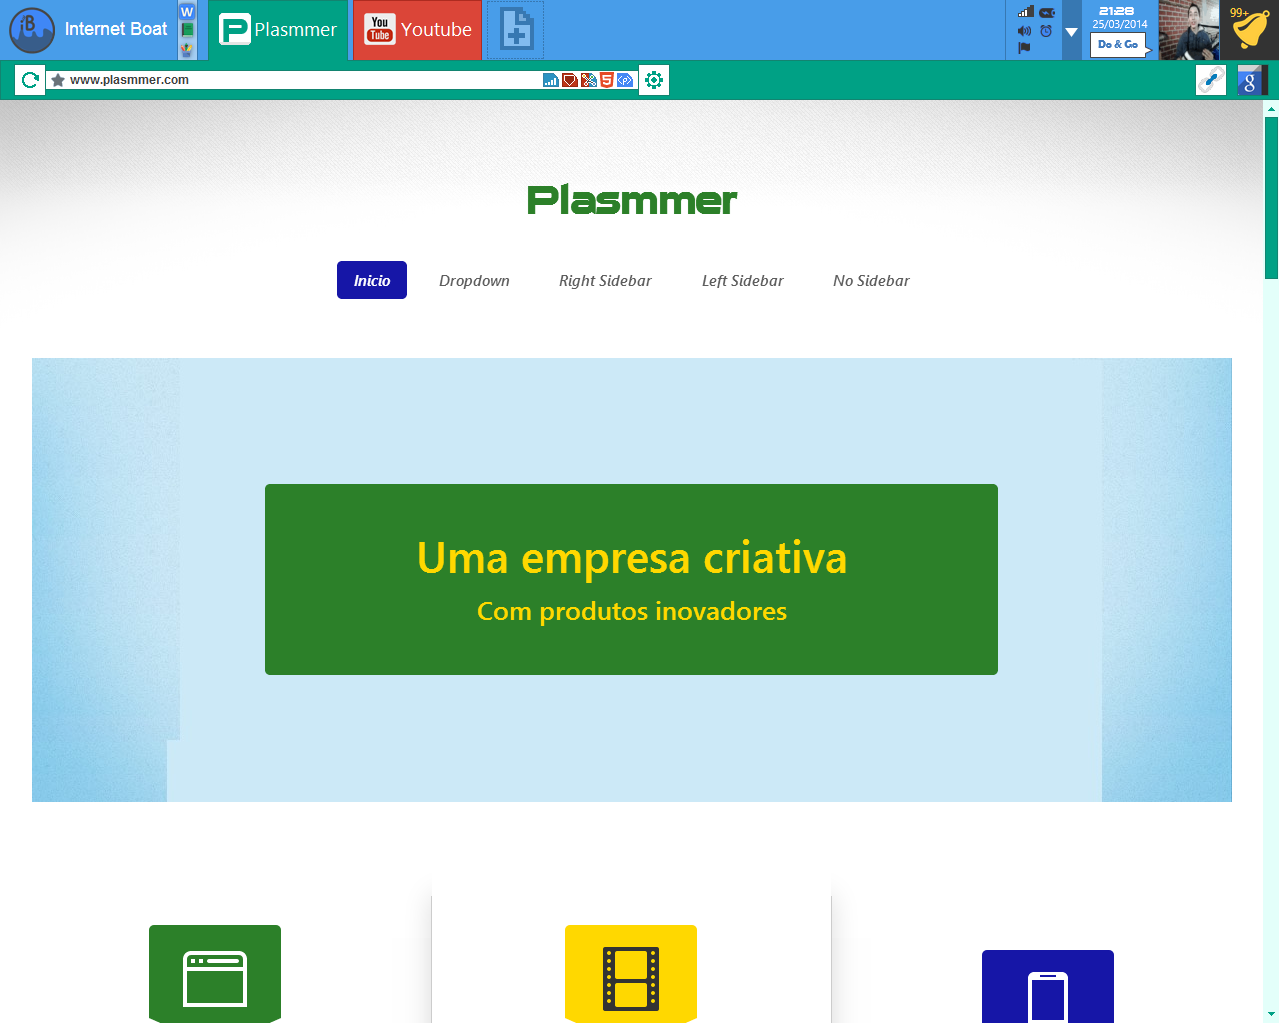 iB Internet Boat
W
Plasmmer
You Tube Youtube
21:28
25/03/2014
Do & Go
99+
www.plasmmer.com
g
Plasmmer
Inicio Dropdown Right Sidebar Left Sidebar No Sidebar
Uma empresa criativa
Com produtos inovadores